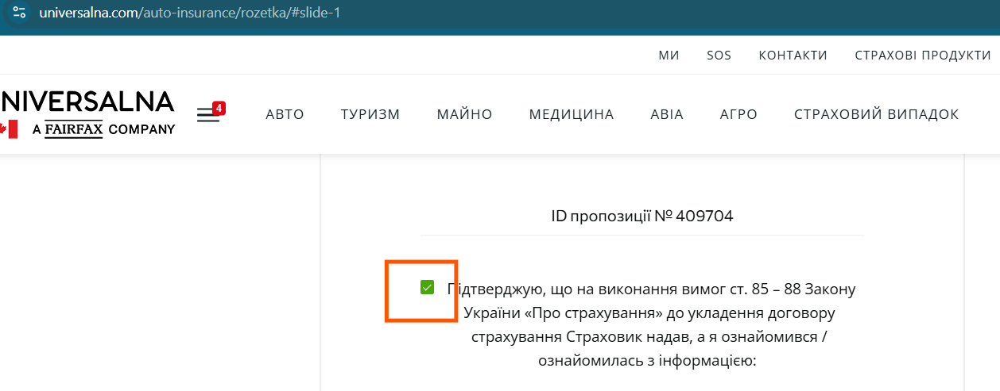 universalna.com/auto-insurance/rozetka/#slide-1
МИ SOS КОНТАКТИ СТРАХОВІ ПРОДУКТИ
NIVERSALNA
A FAIRFAX COMPANY
4
АВТО ТУРИЗМ МАЙНО МЕДИЦИНА АВІА АГРО СТРАХОВИЙ ВИПАДОК
ID пропозиції № 409704
Підтверджую, що на виконання вимог ст. 85 – 88 Закону
України «Про страхування» до укладення договору
страхування Страховик надав, а я ознайомився /
ознайомилась з інформацією: